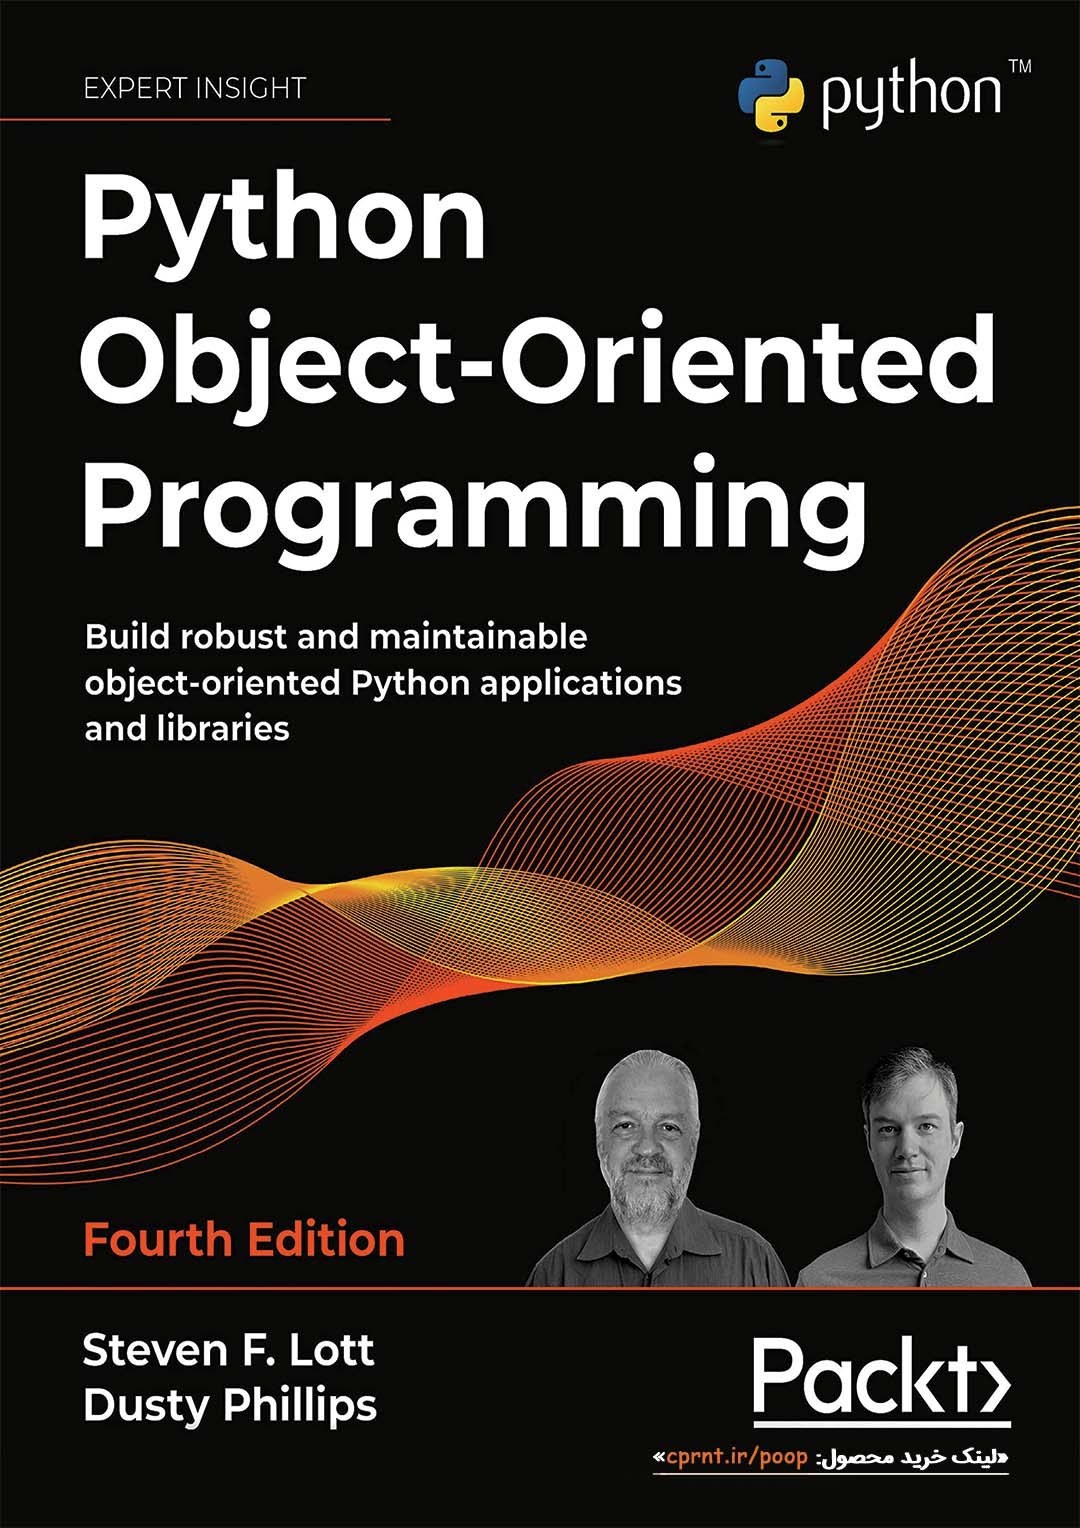 EXPERT INSIGHT
python™
Python
Object-Oriented
Programming
Build robust and maintainable
object-oriented Python applications
and libraries
Fourth Edition
Steven F. Lott
Dusty Phillips
Packt>
«لینک خرید محصول: cprnt.ir/poop»